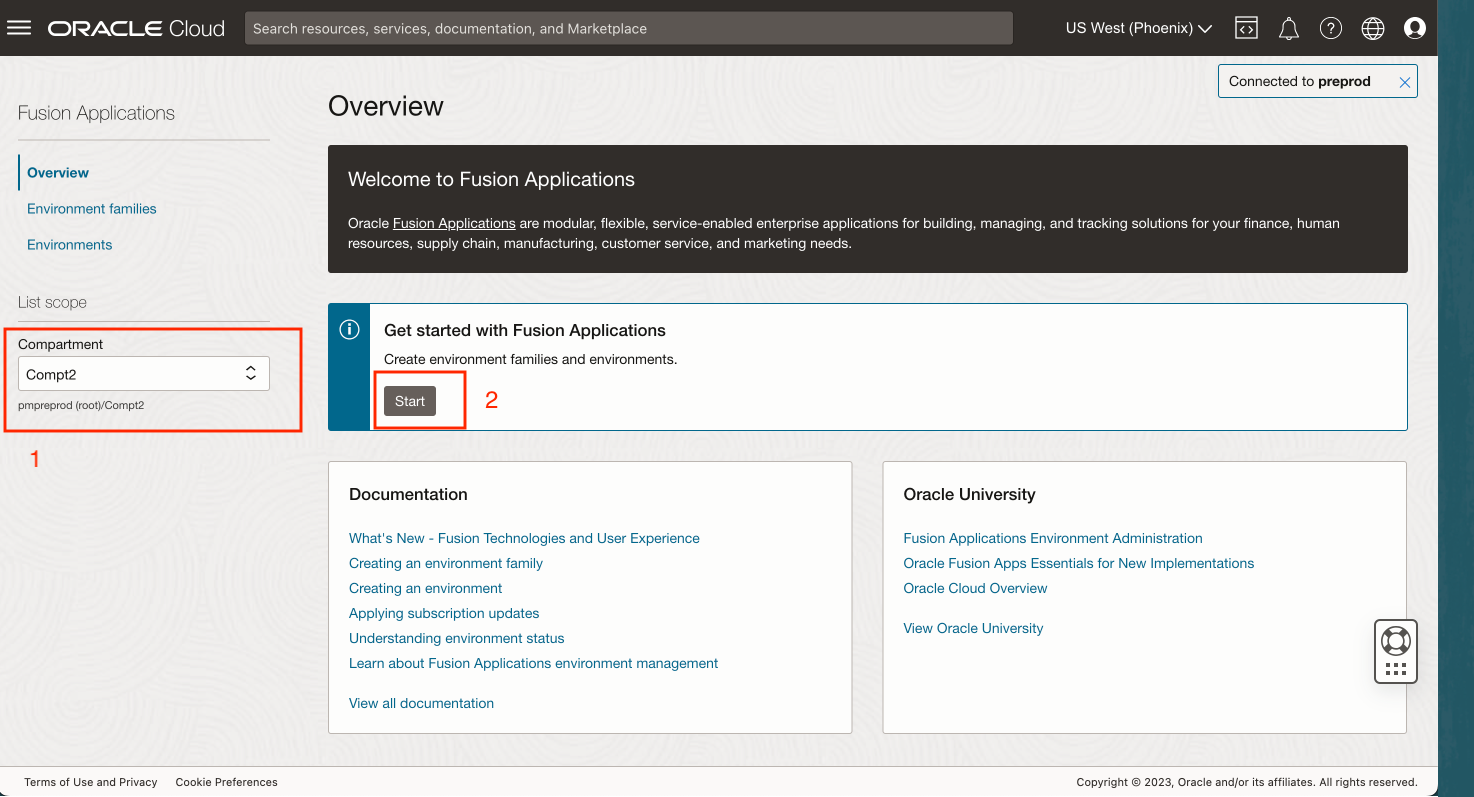 ORACLE Cloud
Search resources, services, documentation, and Marketplace
US West (Phoenix)
Connected to preprod
Fusion Applications
Overview
Environment families
Environments
List scope
Compartment
Compt2
pmpreprod (root)/Compt2
1
Overview
Welcome to Fusion Applications
Oracle Fusion Applications are modular, flexible, service-enabled enterprise applications for building, managing, and tracking solutions for your finance, human
resources, supply chain, manufacturing, customer service, and marketing needs.
Get started with Fusion Applications
Create environment families and environments.
Start
2
Documentation
What's New - Fusion Technologies and User Experience
Creating an environment family
Creating an environment
Applying subscription updates
Understanding environment status
Learn about Fusion Applications environment management
View all documentation
Oracle University
Fusion Applications Environment Administration
Oracle Fusion Apps Essentials for New Implementations
Oracle Cloud Overview
View Oracle University
Terms of Use and Privacy
Cookie Preferences
Copyright © 2023, Oracle and/or its affiliates. All rights reserved.